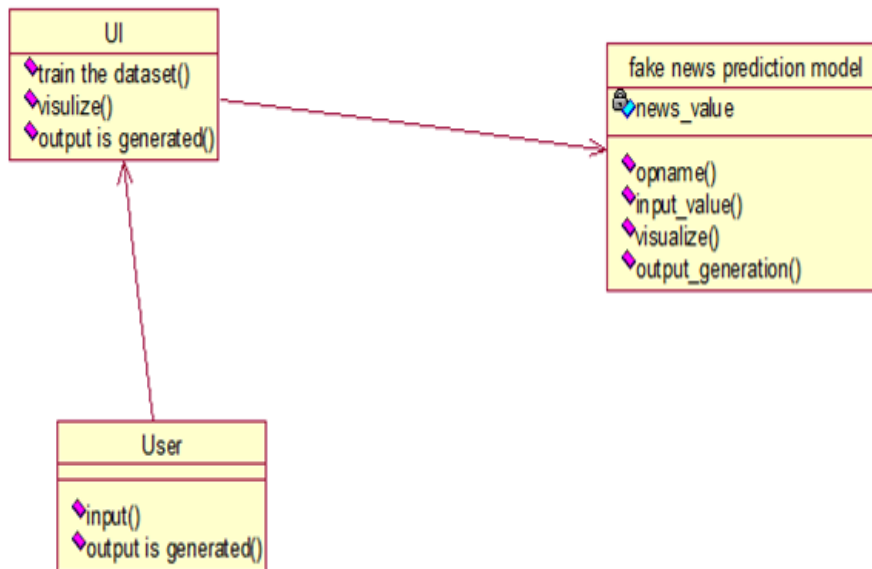 UI
train the dataset()
visulize()
output is generated()
fake news prediction model
news_value
opname()
input_value()
visualize()
output_generation()
User
input()
output is generated()